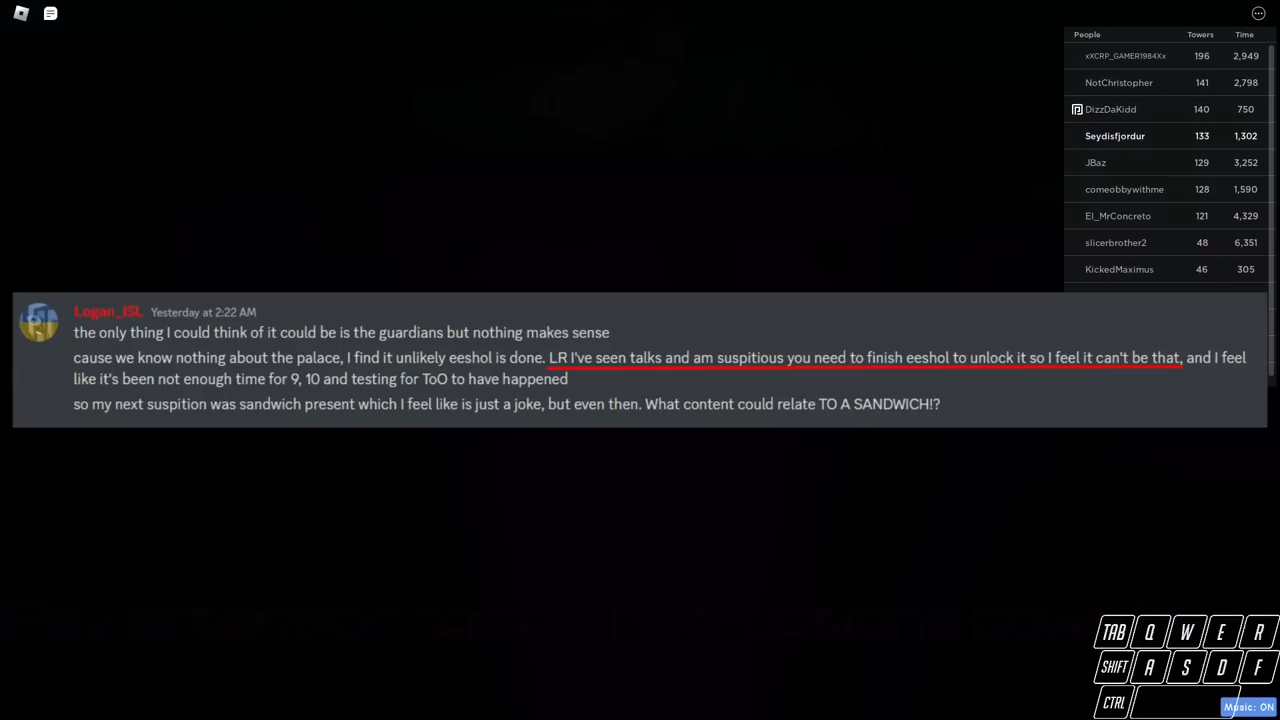 People Towers Time
xXCRP_GAMER1984Xx 196 2,949
NotChristopher 141 2,798
DizzDaKidd 140 750
Seydisfjordur 133 1,302
JBaz 129 3,252
comeobbywithme 128 1,590
El_MrConcreto 121 4,329
slicerbrother2 48 6,351
KickedMaximus 46 305
Logan_ISL Yesterday at 2:22 AM
the only thing I could think of it could be is the guardians but nothing makes sense
cause we know nothing about the palace, I find it unlikely eeshol is done. LR I've seen talks and am suspitious you need to finish eeshol to unlock it so I feel it can't be that, and I feel
like it's been not enough time for 9, 10 and testing for ToO to have happened
so my next suspition was sandwich present which I feel like is just a joke, but even then. What content could relate TO A SANDWICH!?
TAB Q W E R
SHIFT A S D F
CTRL
Music: ON